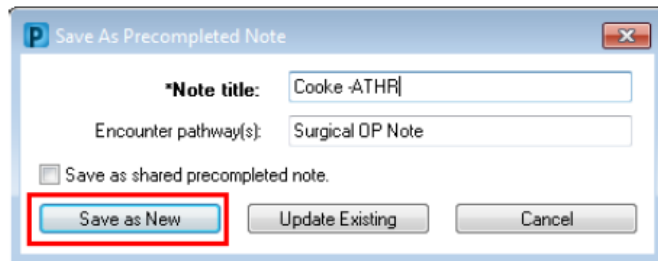 P Save As Precompleted Note
*Note title: Cooke -ATHR
Encounter pathway(s): Surgical OP Note
Save as shared precompleted note.
Save as New Update Existing Cancel